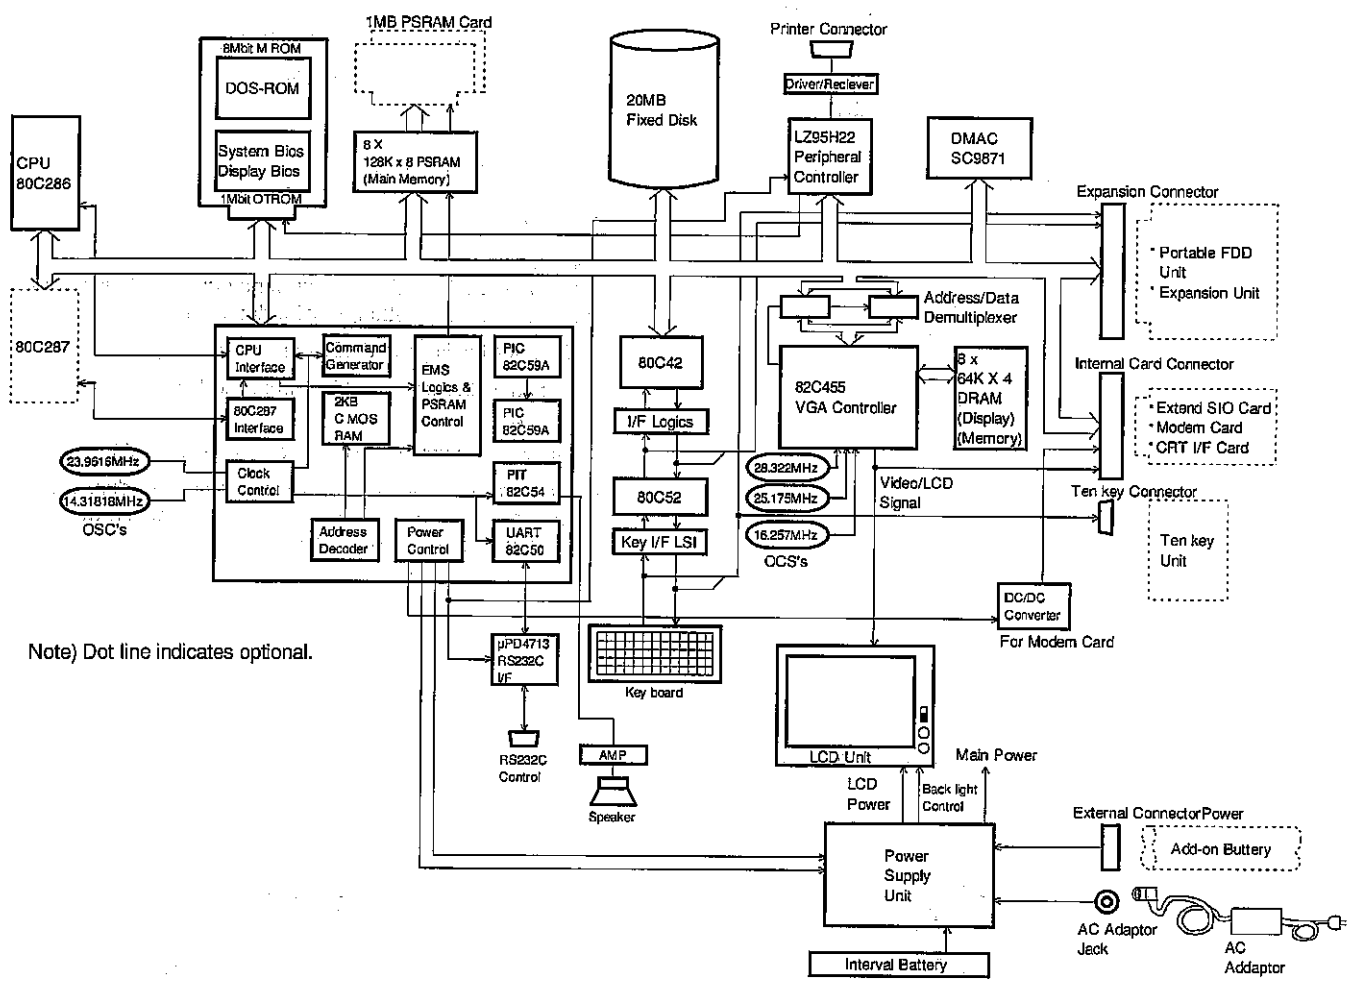 1MB PSRAM Card
Printer Connector
8Mbit M ROM
DOS-ROM
Driver/Reciever
20MB
Fixed Disk
CPU
80C286
System Bios
Display Bios
1Mbit OTROM
8 X
128K x 8 PSRAM
(Main Memory)
LZ95H22
Peripheral
Controller
DMAC
SC9871
Expansion Connector
* Portable FDD
Unit
* Expansion Unit
Address/Data
Demultiplexer
80C287
CPU
Interface
Command
Generator
EMS
Logics &
PSRAM
Control
PIC
82C59A
80C42
82C455
VGA Controller
8 x
64K X 4
DRAM
(Display)
(Memory)
Internal Card Connector
* Extend SIO Card
* Modem Card
* CRT I/F Card
80C287
Interface
2KB
C MOS
RAM
PIC
82C59A
I/F Logics
23.9616MHz
14.31818MHz
OSC's
Clock
Control
PIT
82C54
80C52
28.322MHz
25.175MHz
16.257MHz
OCS's
Video/LCD
Signal
Ten key Connector
Ten key
Unit
Address
Decoder
Power
Control
UART
82C50
Key I/F LSI
DC/DC
Converter
For Modem Card
Note) Dot line indicates optional.
µPD4713
RS232C
I/F
Key board
RS232C
Control
AMP
Speaker
LCD Unit
Main Power
LCD
Power
Back light
Control
External ConnectorPower
Add-on Buttery
Power
Supply
Unit
AC Adaptor
Jack
AC
Addaptor
Interval Battery